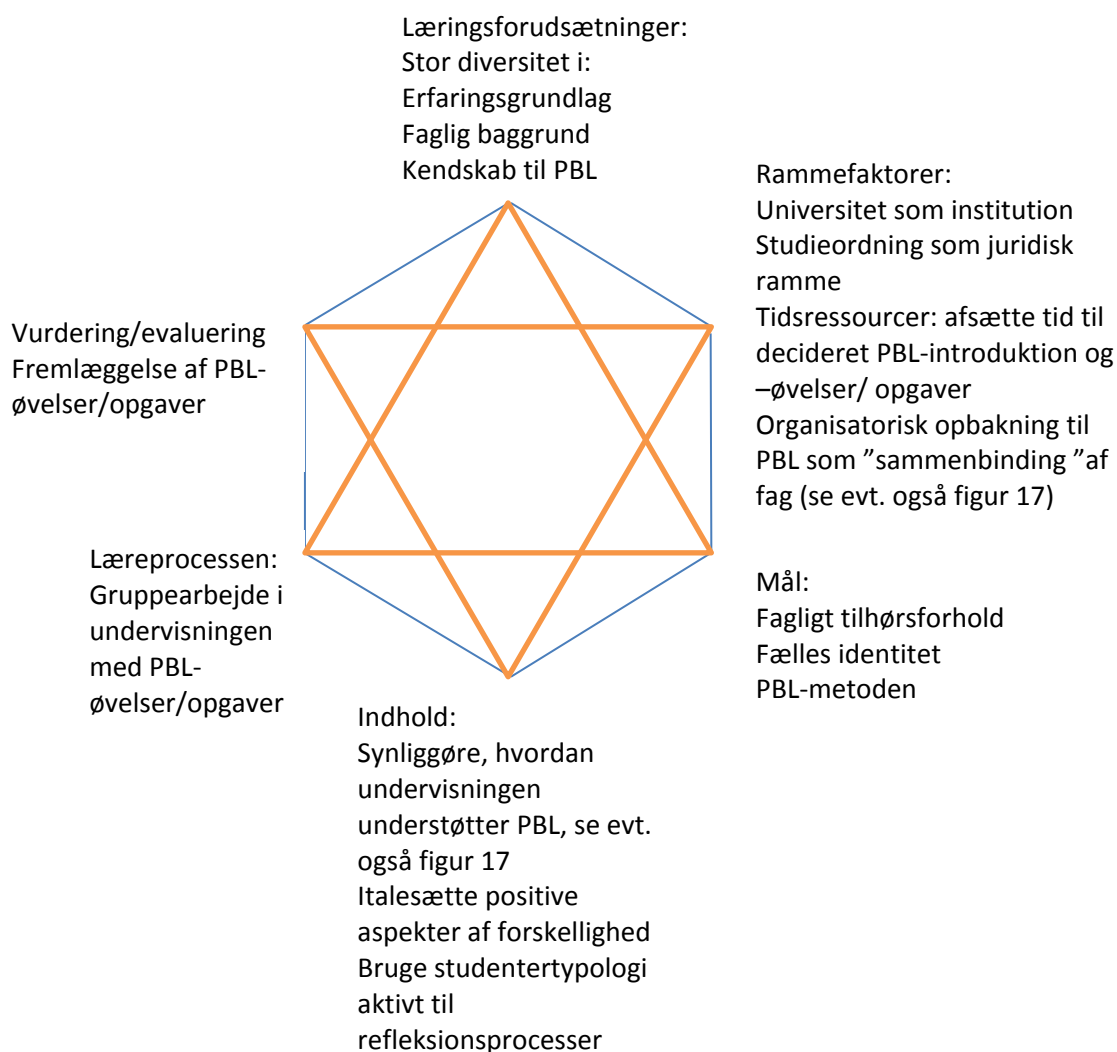 Læringsforudsætninger:
Stor diversitet i:
Erfaringsgrundlag
Faglig baggrund
Kendskab til PBL
Rammefaktorer:
Universitet som institution
Studieordning som juridisk
ramme
Tidsressourcer: afsætte tid til
decideret PBL-introduktion og
–øvelser/ opgaver
Organisatorisk opbakning til
PBL som ”sammenbinding ”af
fag (se evt. også figur 17)
Mål:
Fagligt tilhørsforhold
Fælles identitet
PBL-metoden
Indhold:
Synliggøre, hvordan
undervisningen
understøtter PBL, se evt.
også figur 17
Italesætte positive
aspekter af forskellighed
Bruge studentertypologi
aktivt til
refleksionsprocesser
Læreprocessen:
Gruppearbejde i
undervisningen
med PBL-
øvelser/opgaver
Vurdering/evaluering
Fremlæggelse af PBL-
øvelser/opgaver